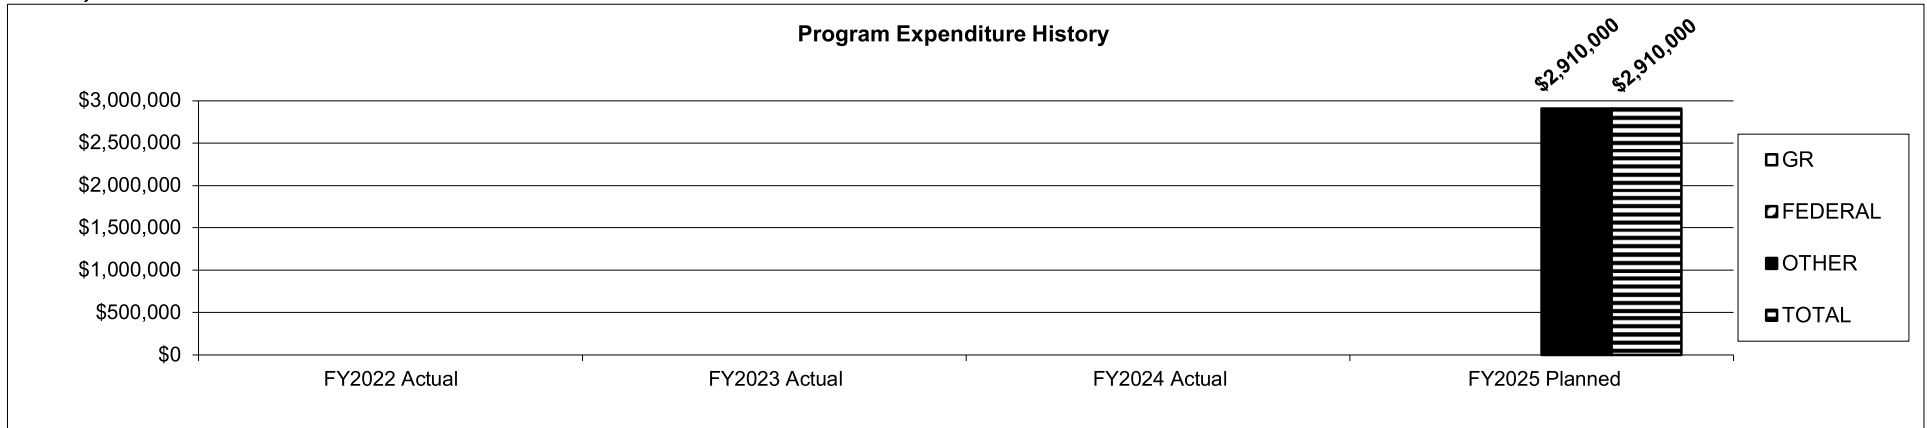 Program Expenditure History
$2,910,000
$2,910,000
$3,000,000
$2,500,000
$2,000,000
$1,500,000
$1,000,000
$500,000
$0
FY2022 Actual
FY2023 Actual
FY2024 Actual
FY2025 Planned
GR
FEDERAL
OTHER
TOTAL